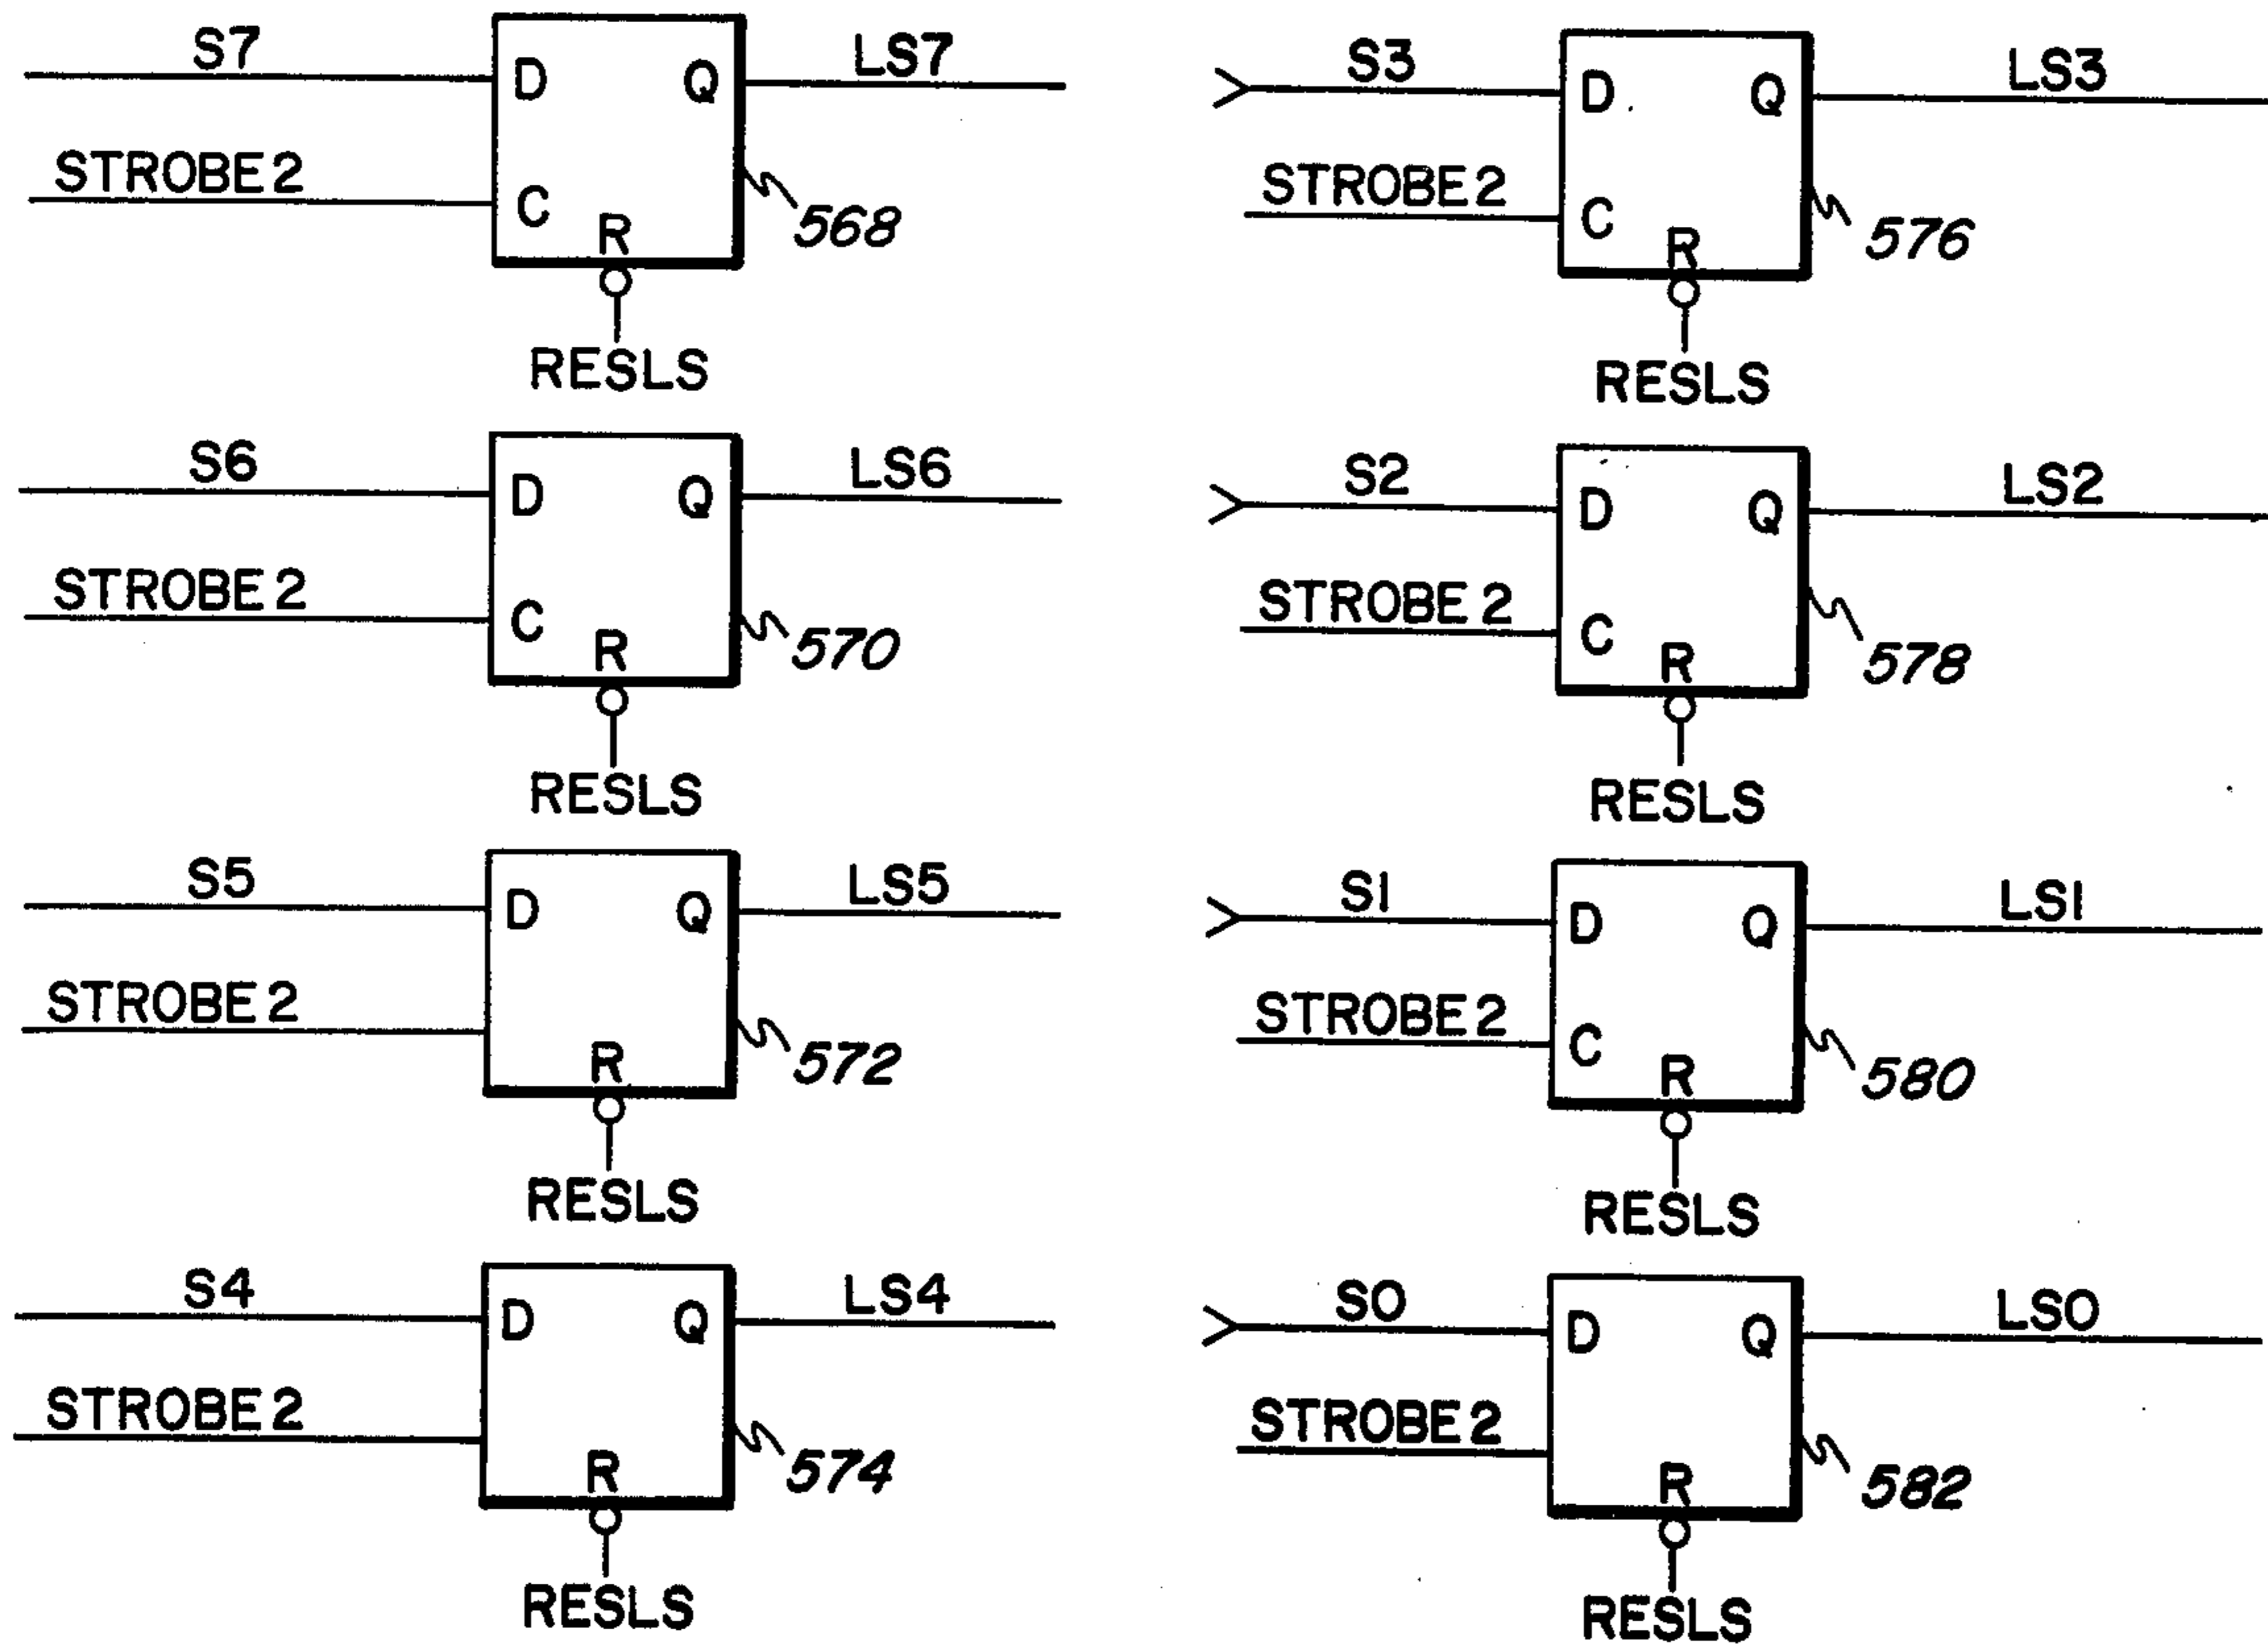 S7
D
Q
LS7
STROBE 2
C
R
568
RESLS
S6
D
Q
LS6
STROBE 2
C
R
570
RESLS
S5
D
Q
LS5
STROBE 2
R
572
RESLS
S4
D
Q
LS4
STROBE 2
R
574
RESLS
S3
D
Q
LS3
STROBE 2
C
R
576
RESLS
S2
D
Q
LS2
STROBE 2
C
R
578
RESLS
S1
D
Q
LS1
STROBE 2
C
R
580
RESLS
S0
D
Q
LS0
STROBE 2
R
582
RESLS